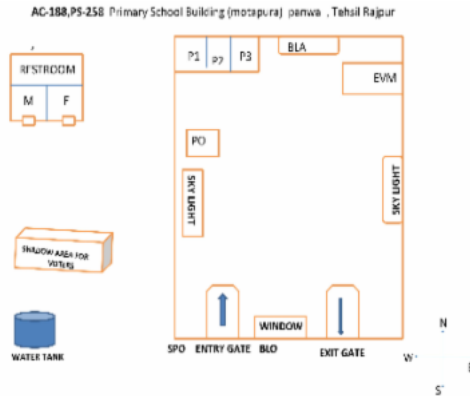 AC-188,PS-258 Primary School Building (motapura) panwa , Tehsil Rajpur
RESTROOM
M F
P1 P2 P3
BLA
EVM
PO
SKY LIGHT
SKY LIGHT
SHADOW AREA FOR
VOTERS
WATER TANK
WINDOW
SPO ENTRY GATE BLO EXIT GATE
N
W
E
S